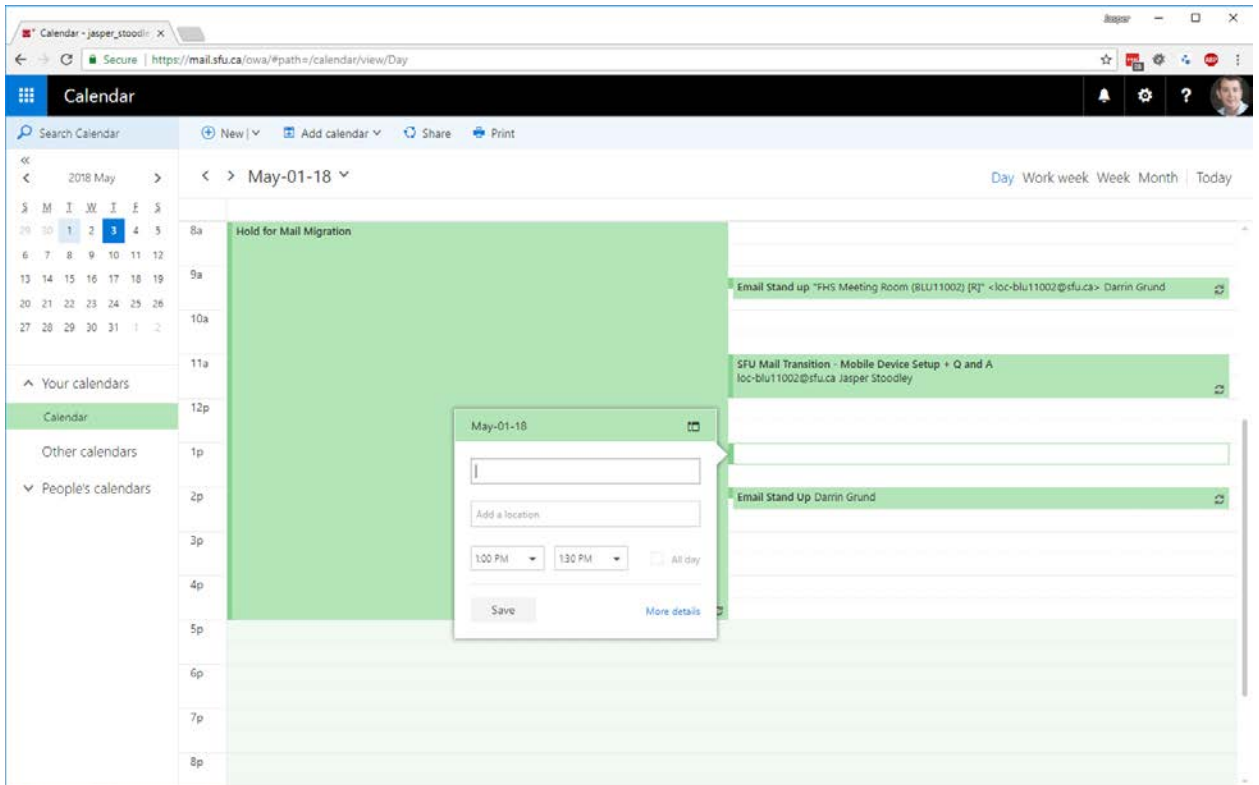 Jasper
Calendar - jasper_stoodle
Secure | https://mail.sfu.ca/owa/#path=/calendar/view/Day
Calendar
?
Search Calendar
New
Add calendar
Share
Print
2018 May
May-01-18
Day Work week Week Month Today
S M T W T F S
29 30 1 2 3 4 5
6 7 8 9 10 11 12
13 14 15 16 17 18 19
20 21 22 23 24 25 26
27 28 29 30 31 1 2
Your calendars
Calendar
Other calendars
People's calendars
8a
Hold for Mail Migration
9a
Email Stand up "FHS Meeting Room (BLU11002) [R]" <loc-blu11002@sfu.ca> Darrin Grund
10a
11a
SFU Mail Transition - Mobile Device Setup + Q and A
loc-blu11002@sfu.ca Jasper Stoodley
12p
May-01-18
1p
Add a location
1:00 PM 1:30 PM All day
Save More details
2p
Email Stand Up Darrin Grund
3p
4p
5p
6p
7p
8p